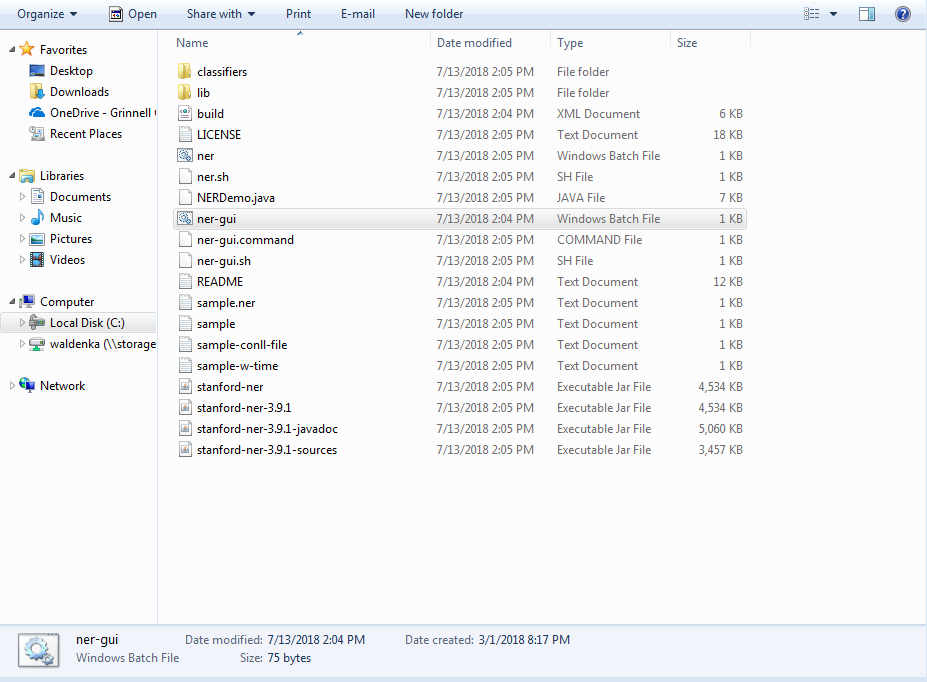 Organize Open Share with Print E-mail New folder
Name Date modified Type Size
Favorites
Desktop
Downloads
OneDrive - Grinnell
Recent Places
Libraries
Documents
Music
Pictures
Videos
Computer
Local Disk (C:)
waldenka (\\storage
Network
classifiers 7/13/2018 2:05 PM File folder
lib 7/13/2018 2:05 PM File folder
build 7/13/2018 2:04 PM XML Document 6 KB
LICENSE 7/13/2018 2:05 PM Text Document 18 KB
ner 7/13/2018 2:05 PM Windows Batch File 1 KB
ner.sh 7/13/2018 2:05 PM SH File 1 KB
NERDemo.java 7/13/2018 2:05 PM JAVA File 7 KB
ner-gui 7/13/2018 2:04 PM Windows Batch File 1 KB
ner-gui.command 7/13/2018 2:05 PM COMMAND File 1 KB
ner-gui.sh 7/13/2018 2:05 PM SH File 1 KB
README 7/13/2018 2:04 PM Text Document 12 KB
sample.ner 7/13/2018 2:05 PM Text Document 1 KB
sample 7/13/2018 2:05 PM Text Document 1 KB
sample-conll-file 7/13/2018 2:05 PM Text Document 1 KB
sample-w-time 7/13/2018 2:05 PM Text Document 1 KB
stanford-ner 7/13/2018 2:05 PM Executable Jar File 4,534 KB
stanford-ner-3.9.1 7/13/2018 2:05 PM Executable Jar File 4,534 KB
stanford-ner-3.9.1-javadoc 7/13/2018 2:05 PM Executable Jar File 5,060 KB
stanford-ner-3.9.1-sources 7/13/2018 2:05 PM Executable Jar File 3,457 KB
ner-gui Date modified: 7/13/2018 2:04 PM Date created: 3/1/2018 8:17 PM
Windows Batch File Size: 75 bytes